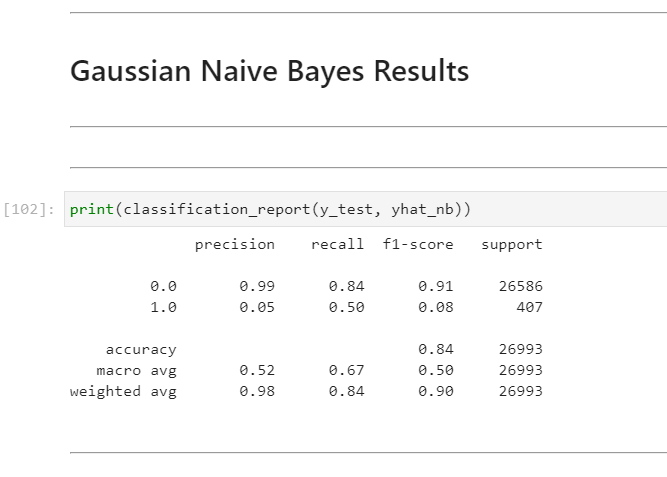 Gaussian Naive Bayes Results
[102]: print(classification_report(y_test, yhat_nb))
precision recall f1-score support
0.0 0.99 0.84 0.91 26586
1.0 0.05 0.50 0.08 407
accuracy 0.84 26993
macro avg 0.52 0.67 0.50 26993
weighted avg 0.98 0.84 0.90 26993